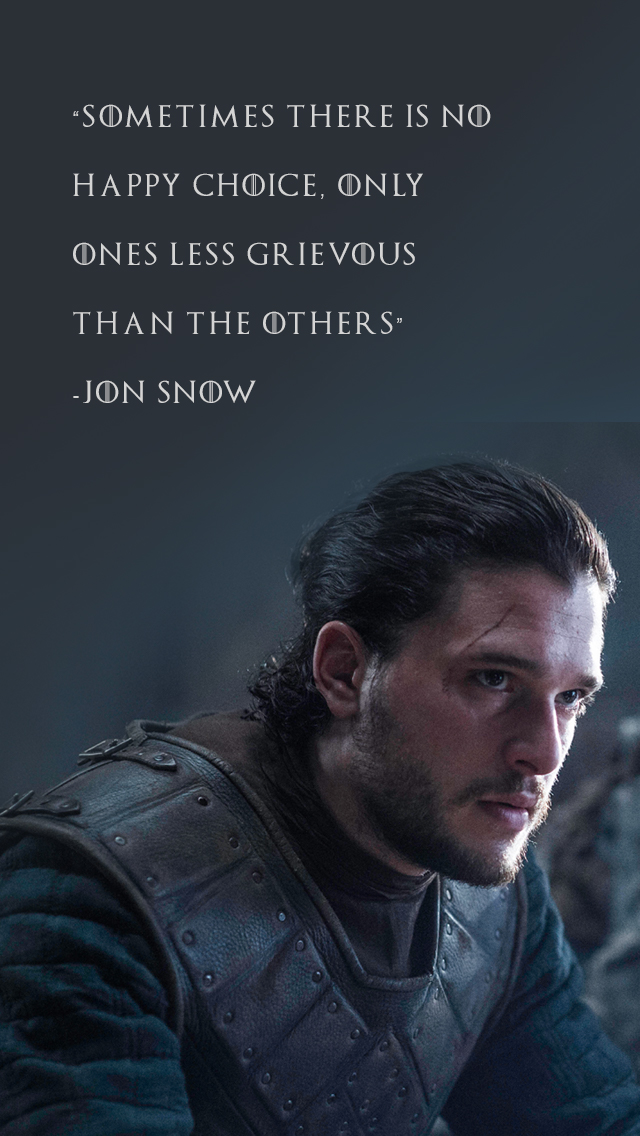 “SOMETIMES THERE IS NO
HAPPY CHOICE, ONLY
ONES LESS GRIEVOUS
THAN THE OTHERS”
-JON SNOW